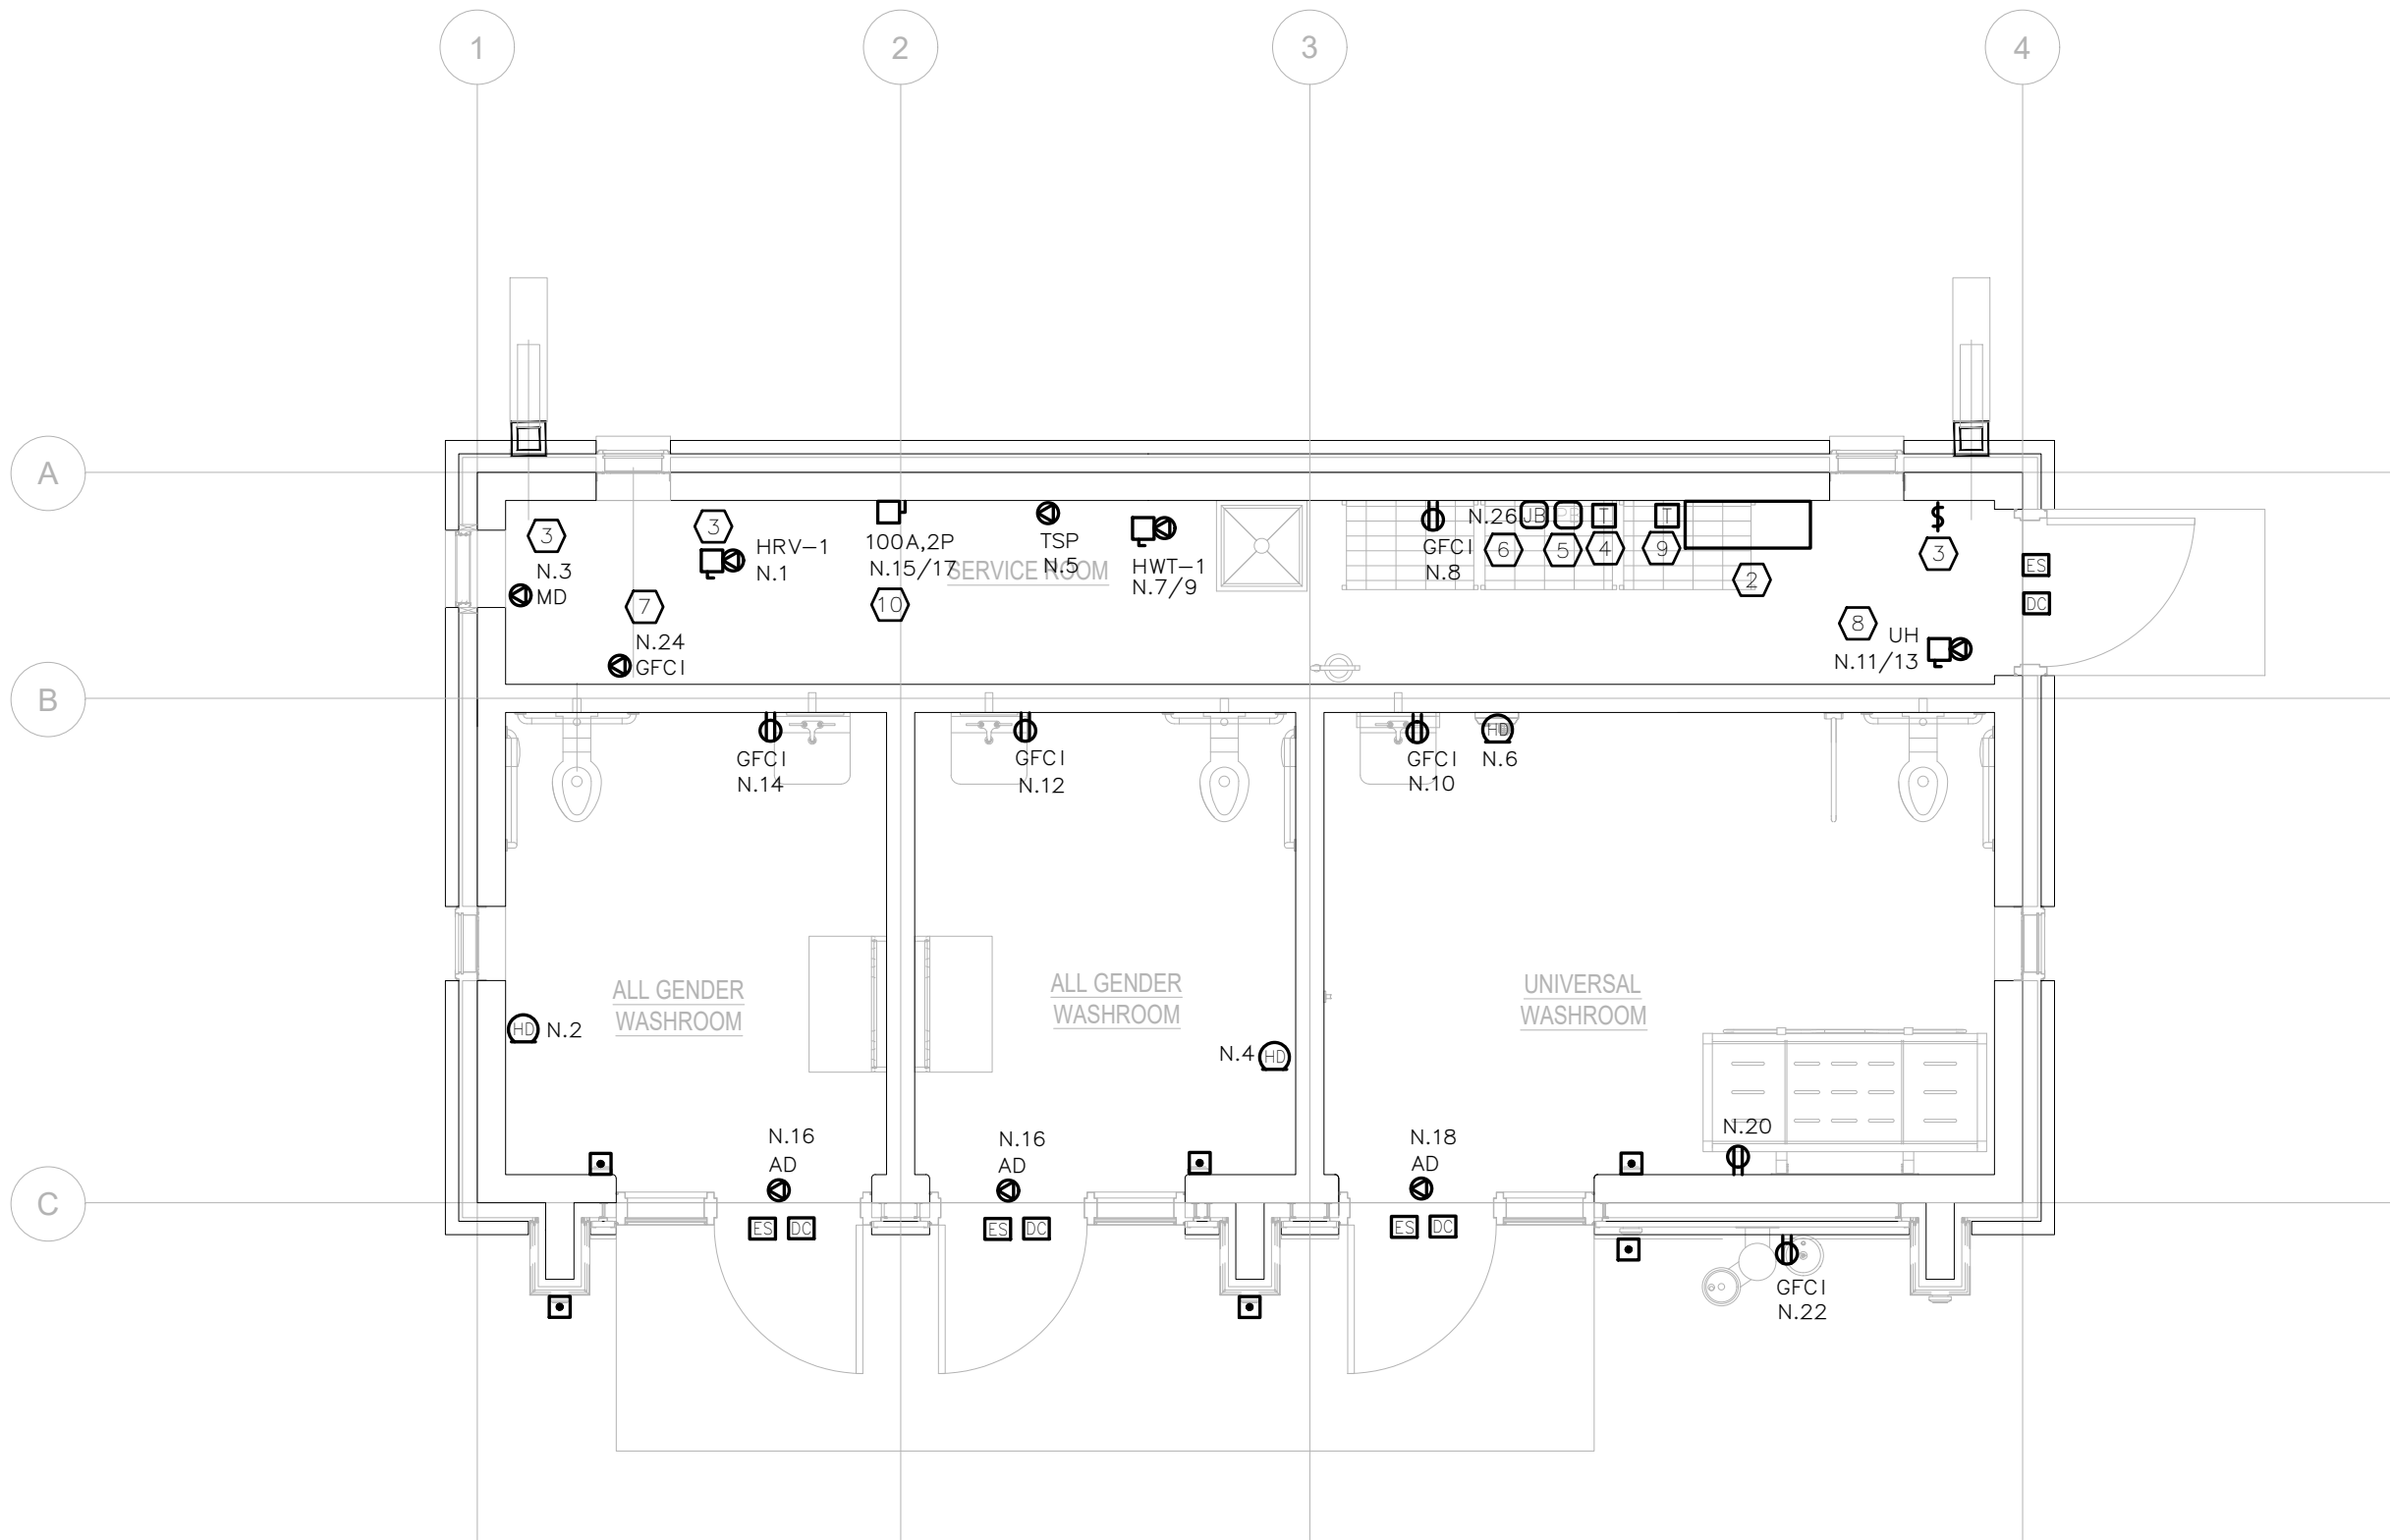 1
2
3
4
A
3
3
HRV-1
N.1
100A,2P
N.15/17
10
TSP
N.5
SERVICE ROOM
HWT-1
N.7/9
GFCI
N.8
N.26
JB
T
T
6
5
4
9
2
3
ES
DC
N.3
MD
7
N.24
GFCI
8
UH
N.11/13
B
GFCI
N.14
GFCI
N.12
GFCI
N.10
HD
N.6
ALL GENDER
WASHROOM
ALL GENDER
WASHROOM
UNIVERSAL
WASHROOM
HD
N.2
N.4
HD
N.16
AD
N.16
AD
N.18
AD
N.20
C
ES
DC
ES
DC
ES
DC
GFCI
N.22